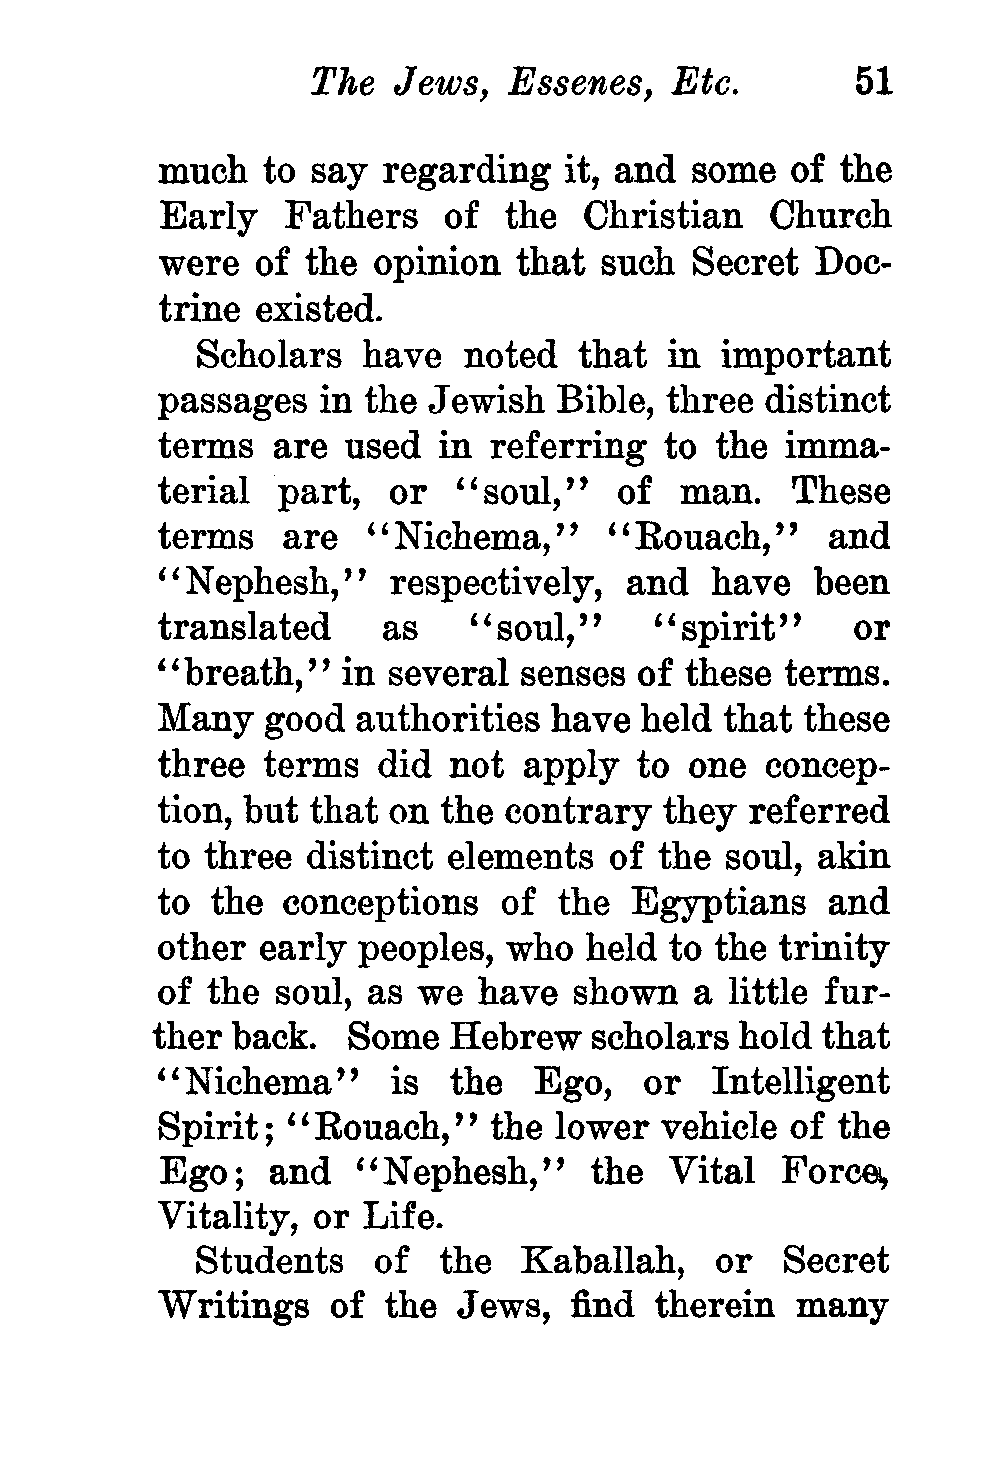 The Jews, Essenes, Etc. 51
much to say regarding it, and some of the
Early Fathers of the Christian Church
were of the opinion that such Secret Doc-
trine existed.
Scholars have noted that in important
passages in the Jewish Bible, three distinct
terms are used in referring to the imma-
terial part, or “soul,” of man. These
terms are “Nichema,” “Rouach,” and
“Nephesh,” respectively, and have been
translated as “soul,” “spirit” or
“breath,” in several senses of these terms.
Many good authorities have held that these
three terms did not apply to one concep-
tion, but that on the contrary they referred
to three distinct elements of the soul, akin
to the conceptions of the Egyptians and
other early peoples, who held to the trinity
of the soul, as we have shown a little fur-
ther back. Some Hebrew scholars hold that
“Nichema” is the Ego, or Intelligent
Spirit; “Rouach,” the lower vehicle of the
Ego; and “Nephesh,” the Vital Force,
Vitality, or Life.
Students of the Kaballah, or Secret
Writings of the Jews, find therein many